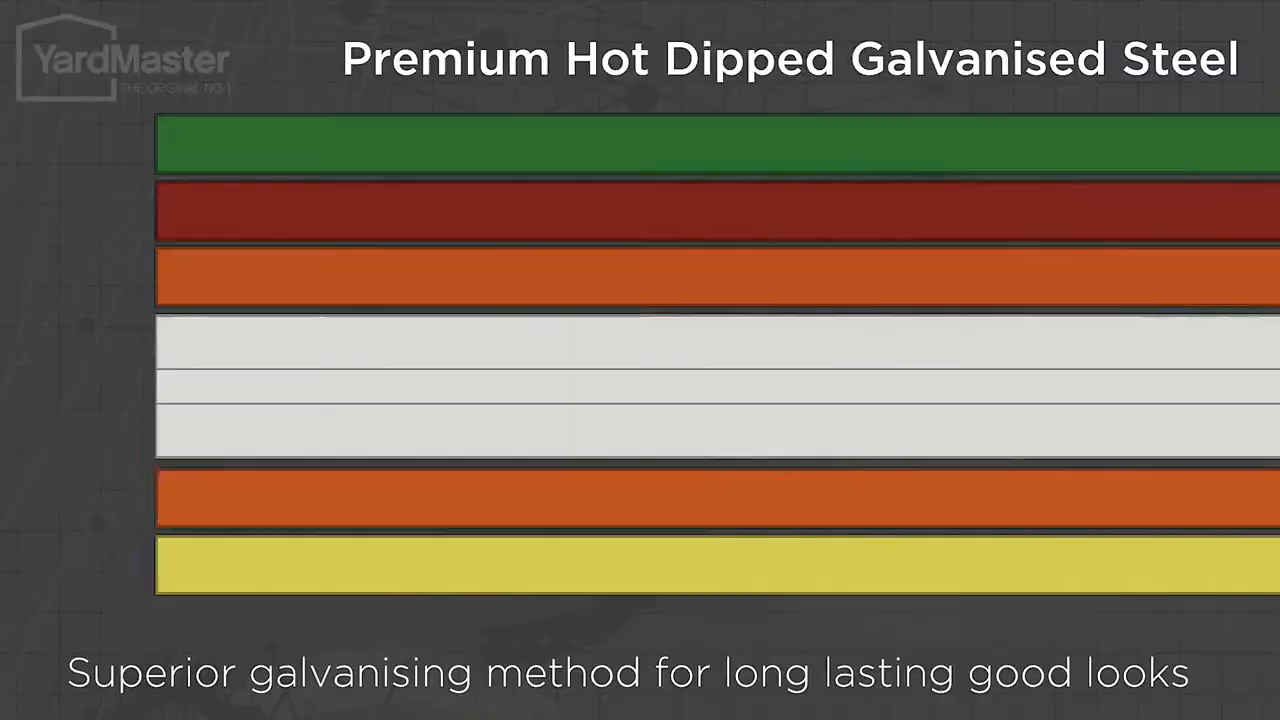 YardMaster
THE ORIGINAL NO.1
Premium Hot Dipped Galvanised Steel
Superior galvanising method for long lasting good looks